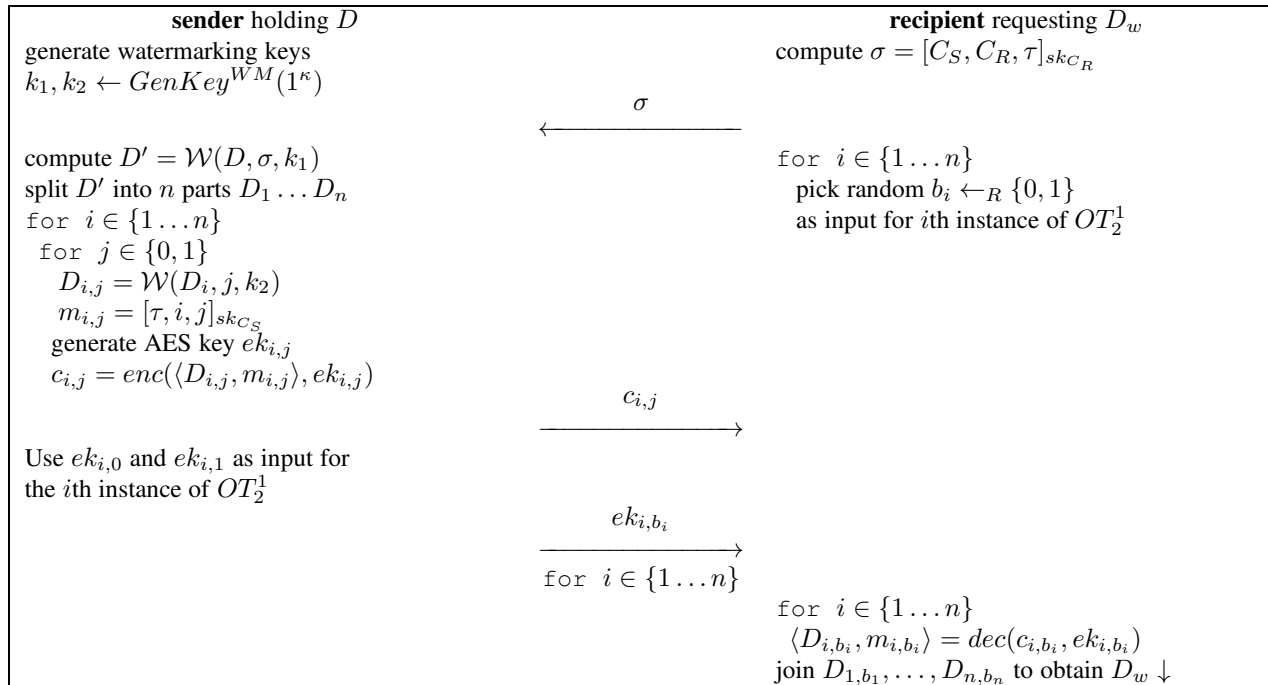 sender holding D
recipient requesting D_w
generate watermarking keys
compute σ = [C_S, C_R, τ]_{sk_{C_R}}
k_1, k_2 ← GenKey^{WM}(1^κ)
σ
compute D′ = 𝒲(D, σ, k_1)
for i ∈ {1 … n}
split D′ into n parts D_1 … D_n
pick random b_i ←_R {0, 1}
for i ∈ {1 … n}
as input for ith instance of OT_2^1
for j ∈ {0, 1}
D_{i,j} = 𝒲(D_i, j, k_2)
m_{i,j} = [τ, i, j]_{sk_{C_S}}
generate AES key ek_{i,j}
c_{i,j} = enc(⟨D_{i,j}, m_{i,j}⟩, ek_{i,j})
c_{i,j}
Use ek_{i,0} and ek_{i,1} as input for
the ith instance of OT_2^1
ek_{i,b_i}
for i ∈ {1 … n}
for i ∈ {1 … n}
⟨D_{i,b_i}, m_{i,b_i}⟩ = dec(c_{i,b_i}, ek_{i,b_i})
join D_{1,b_1}, …, D_{n,b_n} to obtain D_w ↓